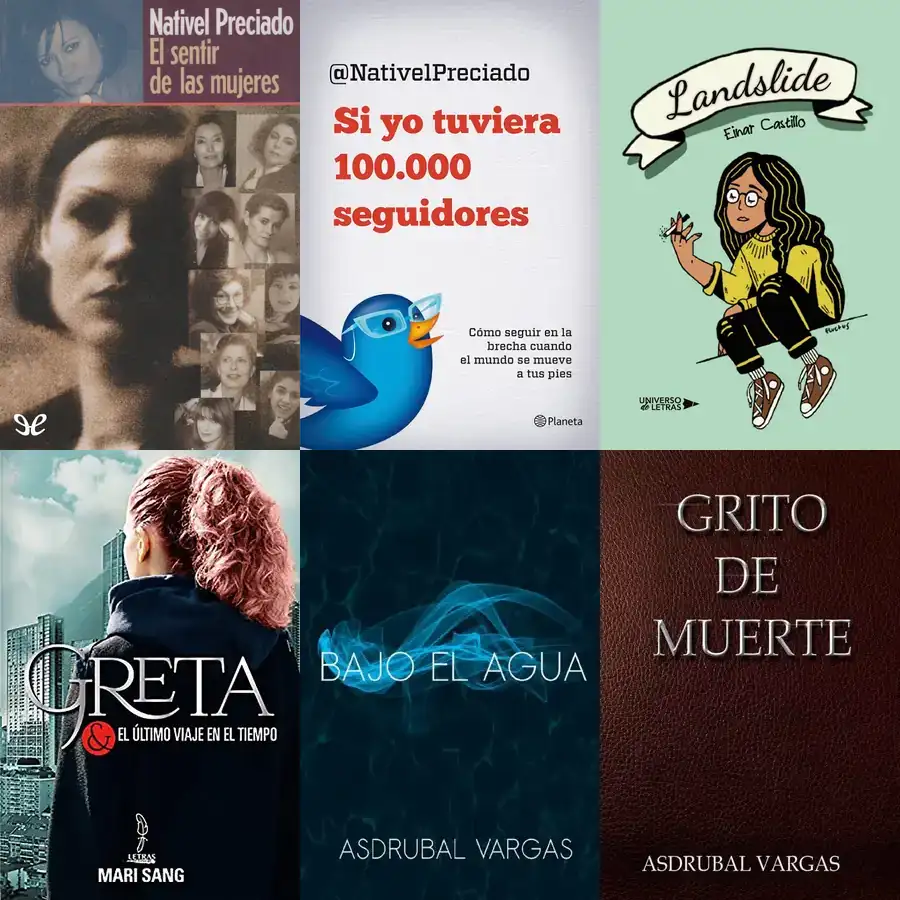 Nativel Preciado
El sentir
de las mujeres
@NativelPreciado
Si yo tuviera
100.000
seguidores
Cómo seguir en la
brecha cuando
el mundo se mueve
a tus pies
Planeta
Landslide
Einar Castillo
UNIVERSO
de LETRAS
GRETA
& EL ÚLTIMO VIAJE EN EL TIEMPO
LETRAS
MARI SANG
BAJO EL AGUA
ASDRUBAL VARGAS
GRITO
DE
MUERTE
ASDRUBAL VARGAS